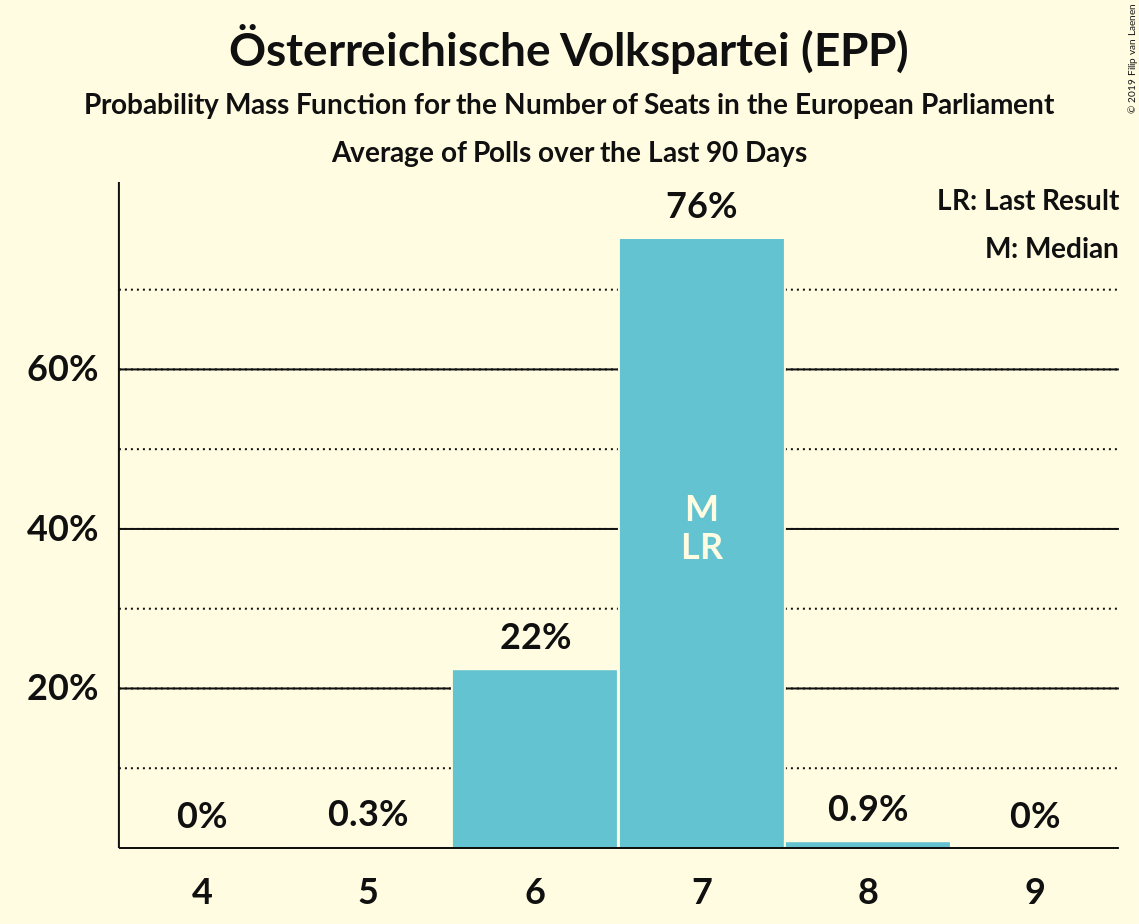 Österreichische Volkspartei (EPP)
Probability Mass Function for the Number of Seats in the European Parliament
Average of Polls over the Last 90 Days
© 2019 Filip van Laenen
LR: Last Result
M: Median
76%
60%
M
40%
LR
22%
20%
0%
0.3%
0.9%
0%
4
5
6
7
8
9